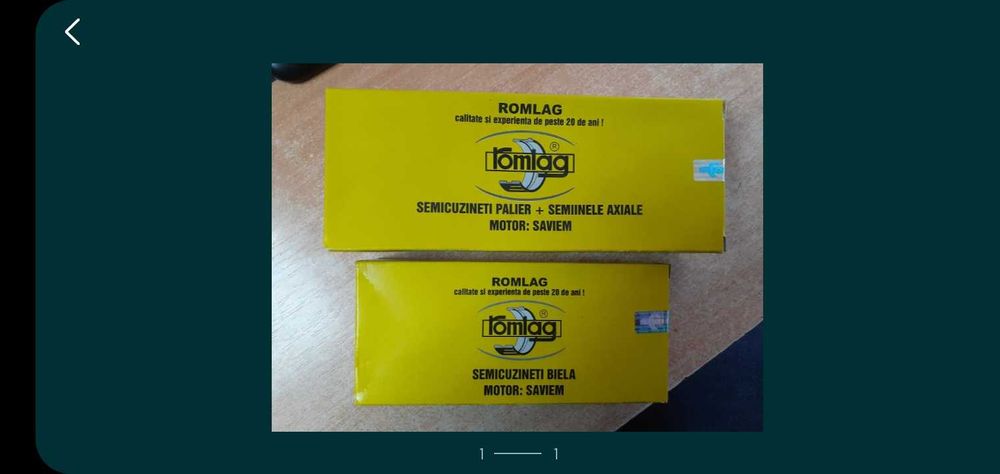 ROMLAG
calitate si experienta de peste 20 de ani !
romlag ®
SEMICUZINETI PALIER + SEMIINELE AXIALE
MOTOR: SAVIEM
ROMLAG
calitate si experienta de peste 20 de ani !
romlag ®
SEMICUZINETI BIELA
MOTOR: SAVIEM
1 1